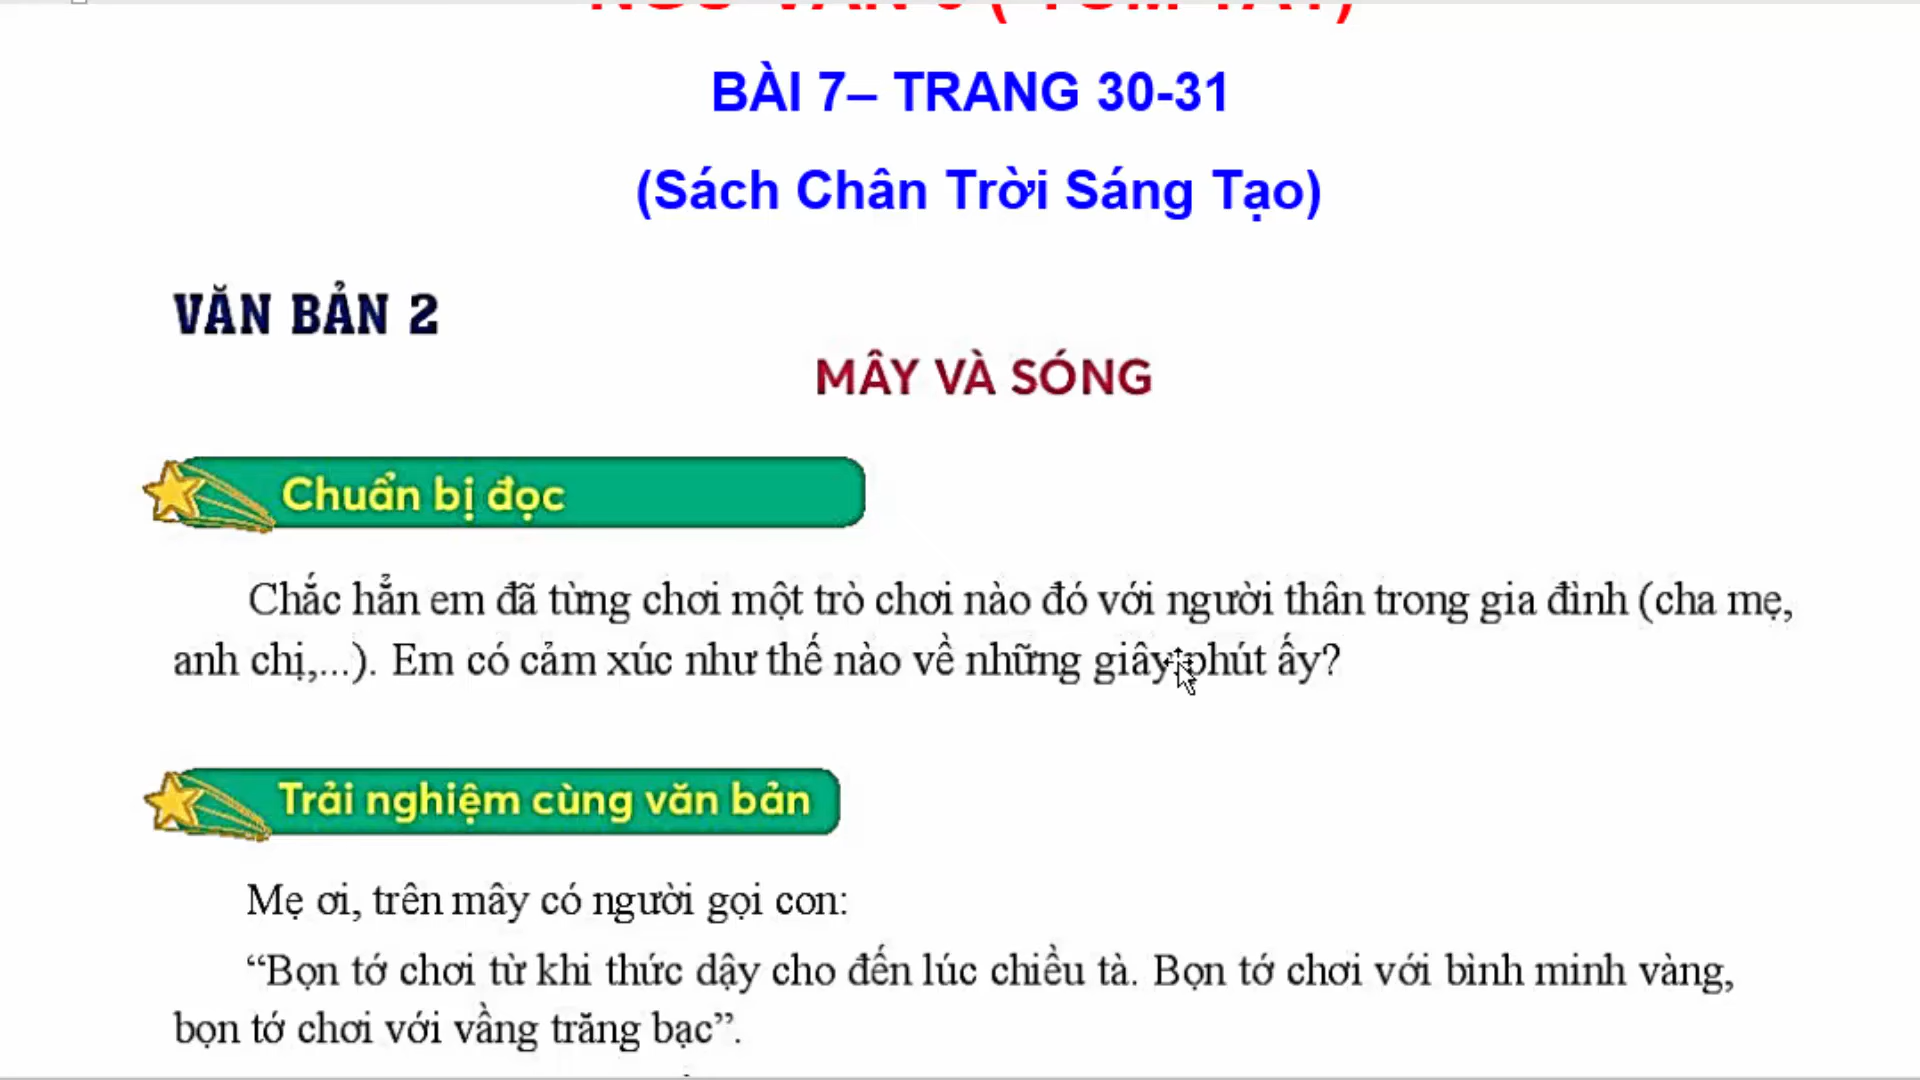 BÀI 7– TRANG 30-31
(Sách Chân Trời Sáng Tạo)
VĂN BẢN 2
MÂY VÀ SÓNG
Chuẩn bị đọc
Chắc hẳn em đã từng chơi một trò chơi nào đó với người thân trong gia đình (cha mẹ,
anh chị,...). Em có cảm xúc như thế nào về những giây phút ấy?
Trải nghiệm cùng văn bản
Mẹ ơi, trên mây có người gọi con:
“Bọn tớ chơi từ khi thức dậy cho đến lúc chiều tà. Bọn tớ chơi với bình minh vàng,
bọn tớ chơi với vầng trăng bạc”.